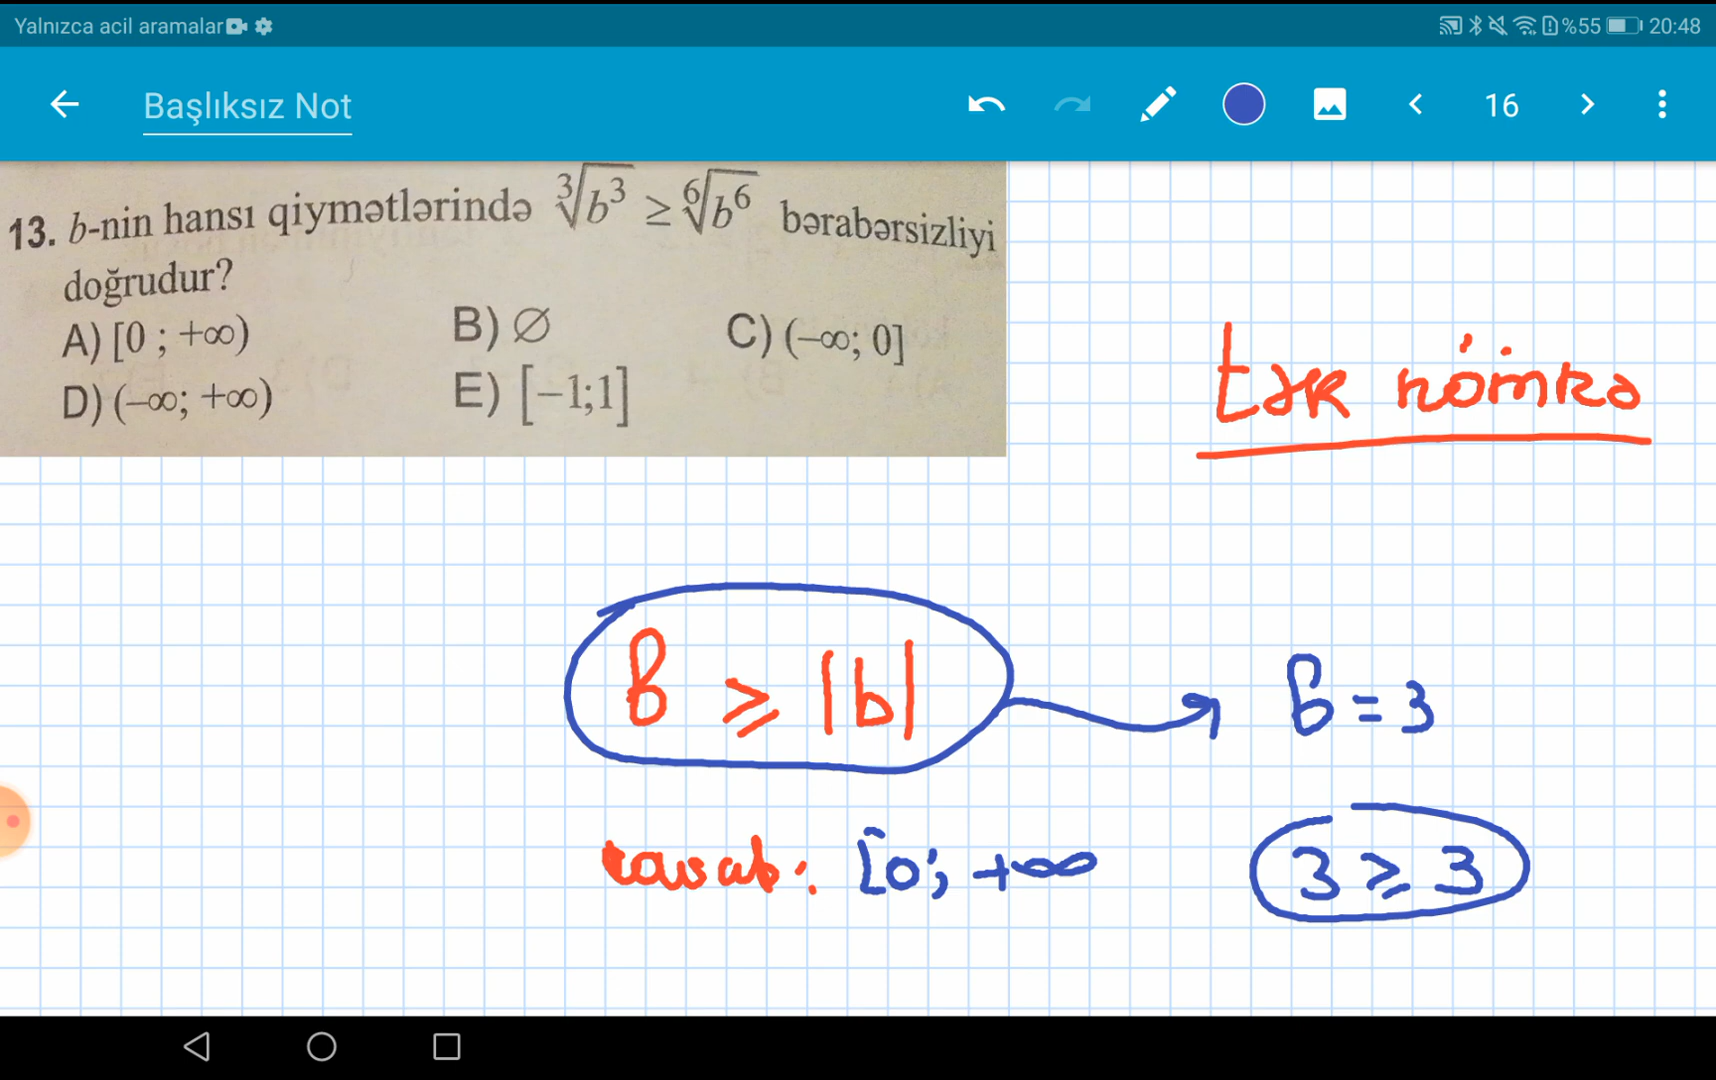 Yalnızca acil aramalar %55 20:48
Başlıksız Not 16
13. b-nin hansı qiymətlərində ∛b³ ≥ ⁶√b⁶ bərabərsizliyi
doğrudur?
A) [0 ; +∞) B) ∅ C) (−∞; 0]
D) (−∞; +∞) E) [−1;1]
tək nömrə
b ≥ |b| b = 3
cavab: [0; +∞ 3 ≥ 3